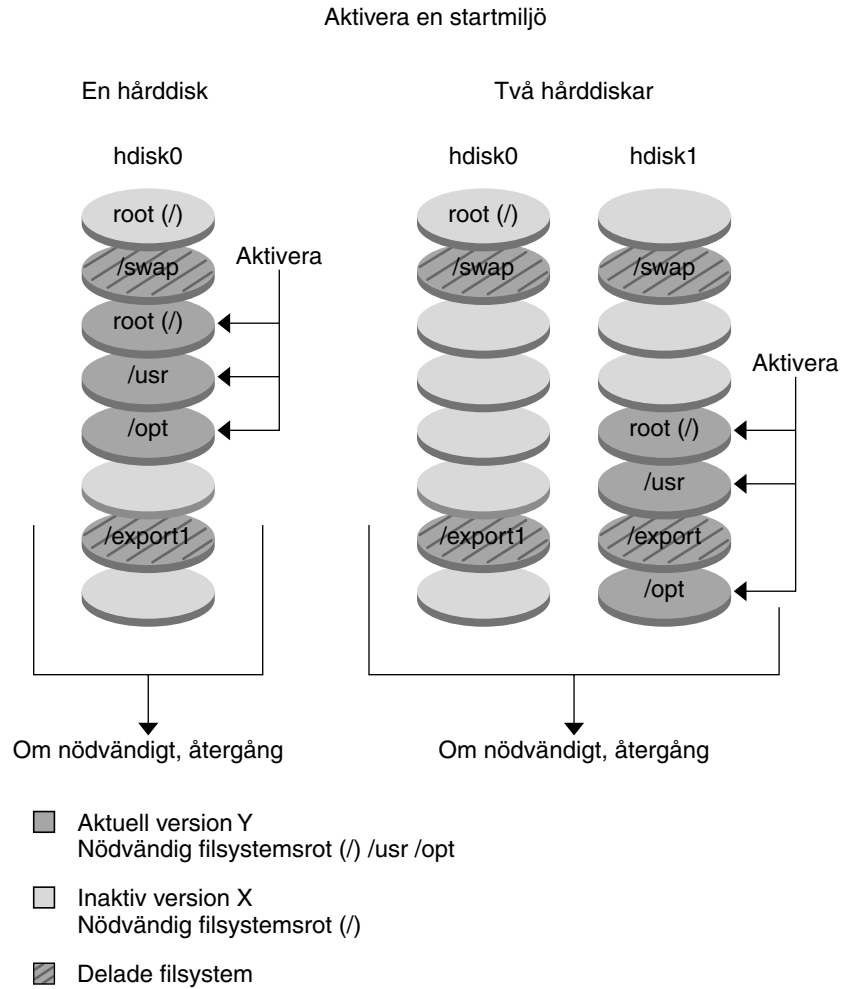 Aktivera en startmiljö
En hårddisk
Två hårddiskar
hdisk0
hdisk0
hdisk1
root (/)
/swap
Aktivera
root (/)
/usr
/opt
/export1
root (/)
/swap
/export1
/swap
Aktivera
root (/)
/usr
/export
/opt
Om nödvändigt, återgång
Om nödvändigt, återgång
Aktuell version Y
Nödvändig filsystemsrot (/) /usr /opt
Inaktiv version X
Nödvändig filsystemsrot (/)
Delade filsystem